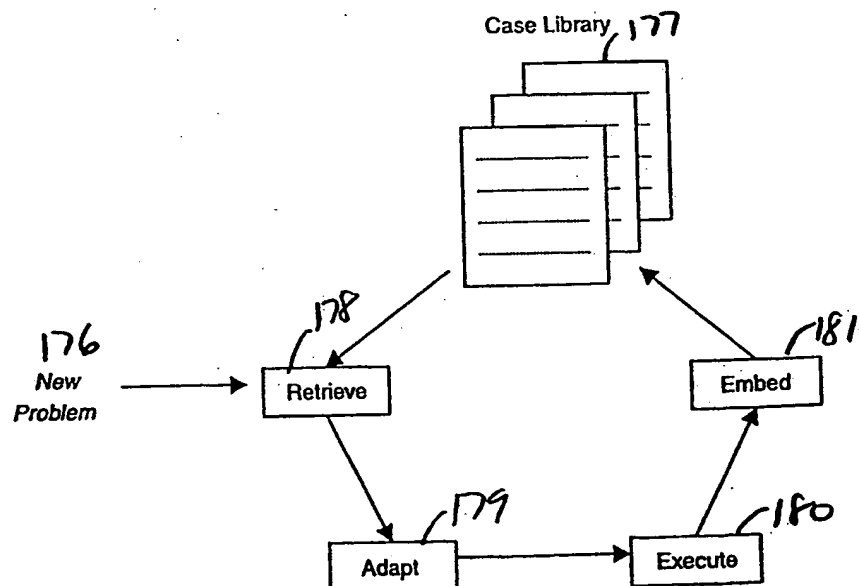 Case Library 177
178
176
New
Problem
Retrieve
181
Embed
179
Adapt
180
Execute